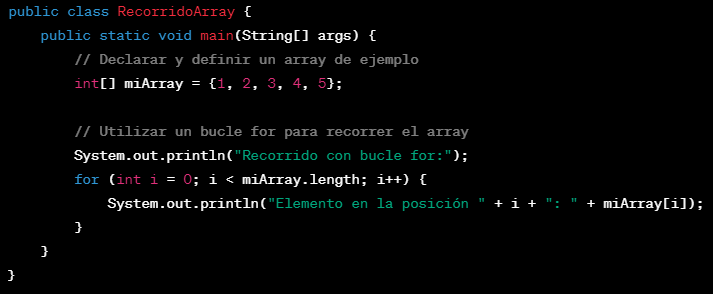 public class RecorridoArray {
    public static void main(String[] args) {
        // Declarar y definir un array de ejemplo
        int[] miArray = {1, 2, 3, 4, 5};

        // Utilizar un bucle for para recorrer el array
        System.out.println("Recorrido con bucle for:");
        for (int i = 0; i < miArray.length; i++) {
            System.out.println("Elemento en la posición " + i + ": " + miArray[i]);
        }
    }
}